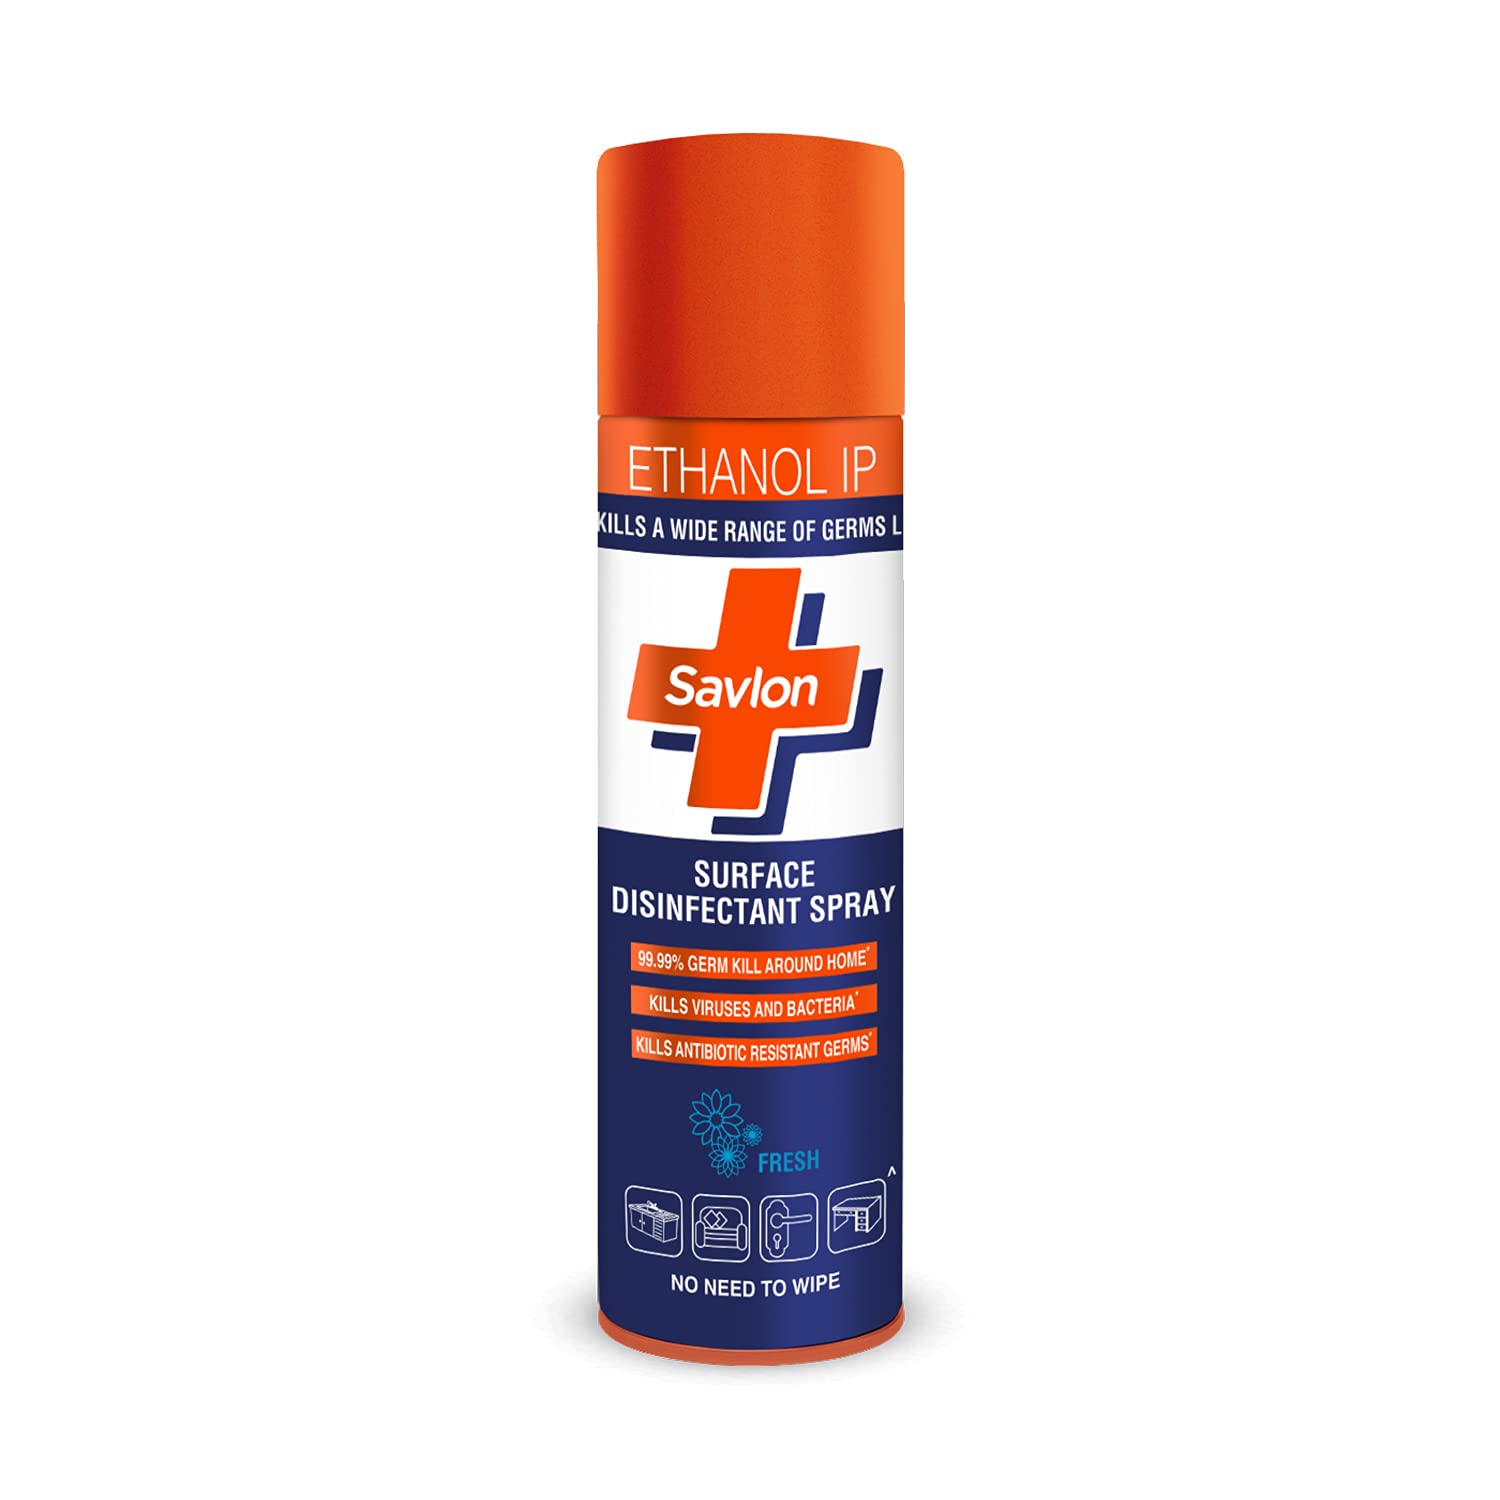 ETHANOL IP
KILLS A WIDE RANGE OF GERMS L
Savlon
SURFACE
DISINFECTANT SPRAY
99.99% GERM KILL AROUND HOME*
KILLS VIRUSES AND BACTERIA*
KILLS ANTIBIOTIC RESISTANT GERMS*
FRESH
^
NO NEED TO WIPE